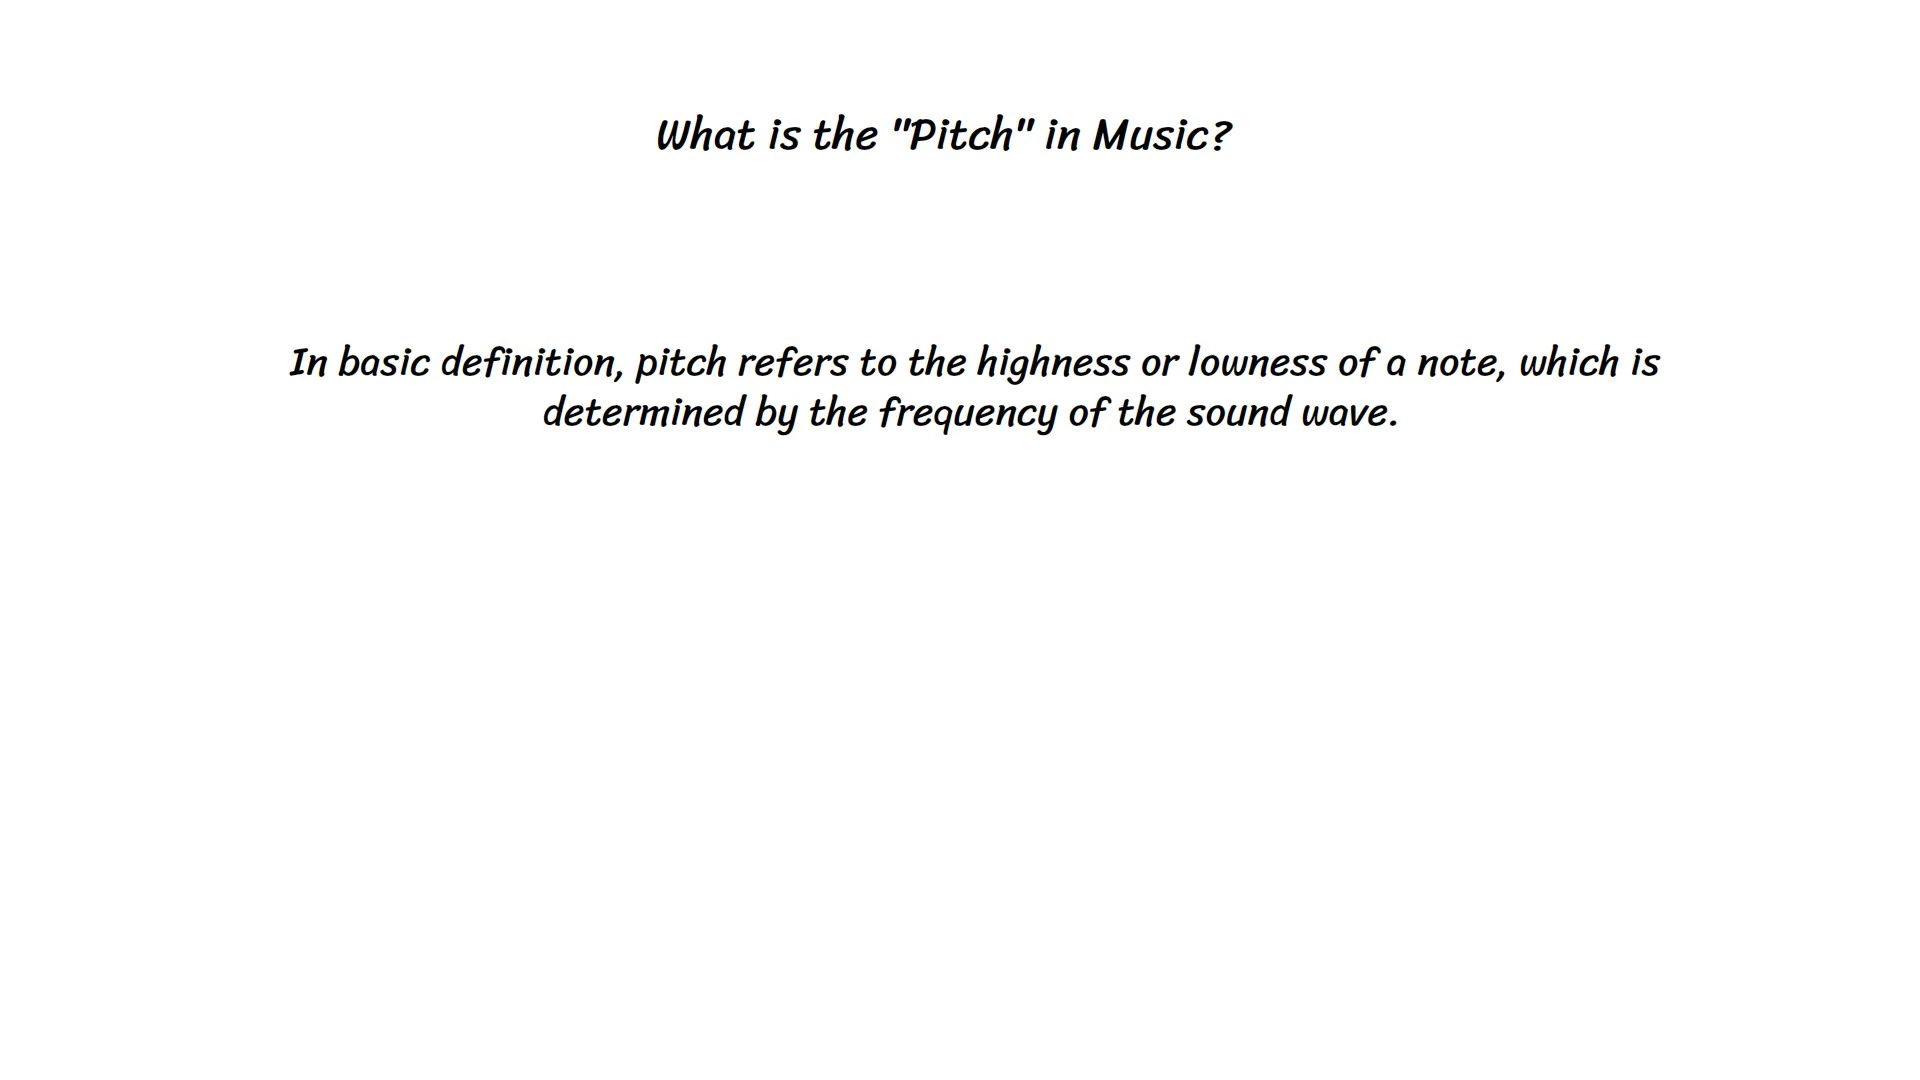 What is the "Pitch" in Music?
In basic definition, pitch refers to the highness or lowness of a note, which is
determined by the frequency of the sound wave.